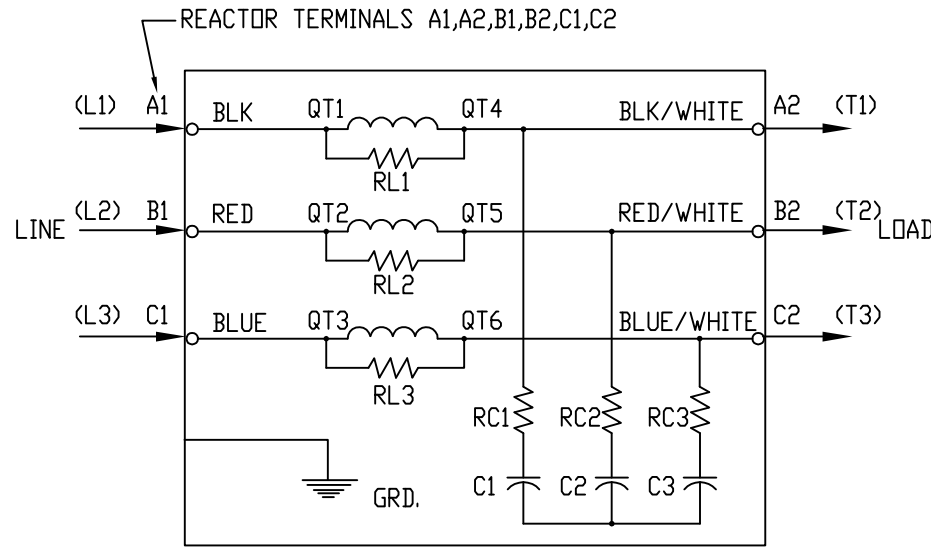 REACTOR TERMINALS A1,A2,B1,B2,C1,C2
(L1) A1 BLK QT1 QT4 BLK/WHITE A2 (T1)
RL1
LINE (L2) B1 RED QT2 QT5 RED/WHITE B2 (T2) LOAD
RL2
(L3) C1 BLUE QT3 QT6 BLUE/WHITE C2 (T3)
RL3
RC1 RC2 RC3
C1 C2 C3
GRD.